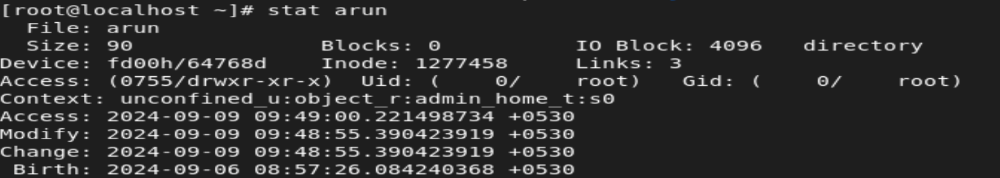 [root@localhost ~]# stat arun
  File: arun
  Size: 90              Blocks: 0          IO Block: 4096   directory
Device: fd00h/64768d    Inode: 1277458     Links: 3
Access: (0755/drwxr-xr-x)  Uid: (    0/    root)   Gid: (    0/    root)
Context: unconfined_u:object_r:admin_home_t:s0
Access: 2024-09-09 09:49:00.221498734 +0530
Modify: 2024-09-09 09:48:55.390423919 +0530
Change: 2024-09-09 09:48:55.390423919 +0530
 Birth: 2024-09-06 08:57:26.084240368 +0530